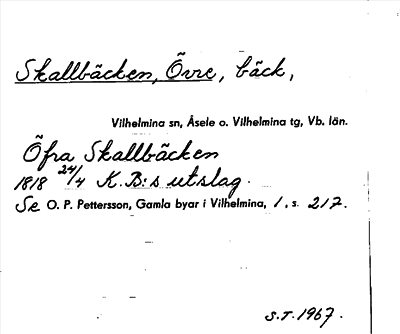 Skallbäcken, Övre, bäck,
Vilhelmina sn, Åsele o. Vilhelmina tg, Vb. län.
Öfra Skallbäcken
1818 24/4 K.B:s utslag.
Se O. P. Pettersson, Gamla byar i Vilhelmina, 1, s. 217.
S.T. 1967.